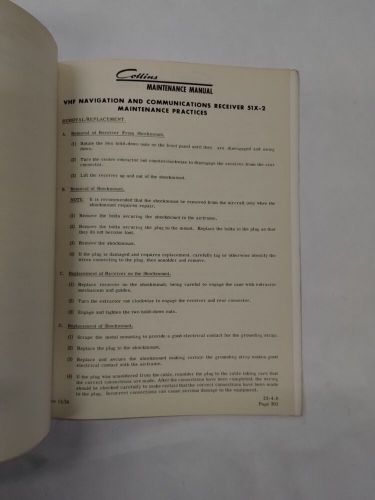 Collins
MAINTENANCE MANUAL
VHF NAVIGATION AND COMMUNICATIONS RECEIVER 51X-2
MAINTENANCE PRACTICES
REMOVAL/REPLACEMENT.
A. Removal of Receiver From Shockmount.
(1) Rotate the two hold-down nuts on the front panel until they are disengaged and swing
down.
(2) Turn the center extractor nut counterclockwise to disengage the receiver from the rear
connector.
(3) Lift the receiver up and out of the shockmount.
B. Removal of Shockmount.
NOTE: It is recommended that the shockmount be removed from the aircraft only when the
shockmount requires repair.
(1) Remove the bolts securing the shockmount to the airframe.
(2) Remove the bolts securing the plug to the mount. Replace the bolts in the plug so that
they do not become lost.
(3) Remove the shockmount.
(4) If the plug is damaged and requires replacement, carefully tag or otherwise identify the
wires connecting to the plug, then unsolder and remove.
C. Replacement of Receiver on the Shockmount.
(1) Replace receiver on the shockmount, being careful to engage the case with extractor
mechanism and guides.
(2) Turn the extractor nut clockwise to engage the receiver and rear connector.
(3) Engage and tighten the two hold-down nuts.
D. Replacement of Shockmount.
(1) Scrape the metal mounting to provide a good electrical contact for the grounding strap.
(2) Replace the plug to the shockmount.
(3) Replace and secure the shockmount making certain the grounding strap makes good
electrical contact with the airframe.
(4) If the plug was unsoldered from the cable, resolder the plug to the cable taking care that
the correct connections are made. After the connections have been completed, the wiring
should be checked carefully to make certain that the correct connections have been made
to the plug. Incorrect connections can cause serious damage to the equipment.
Page 301